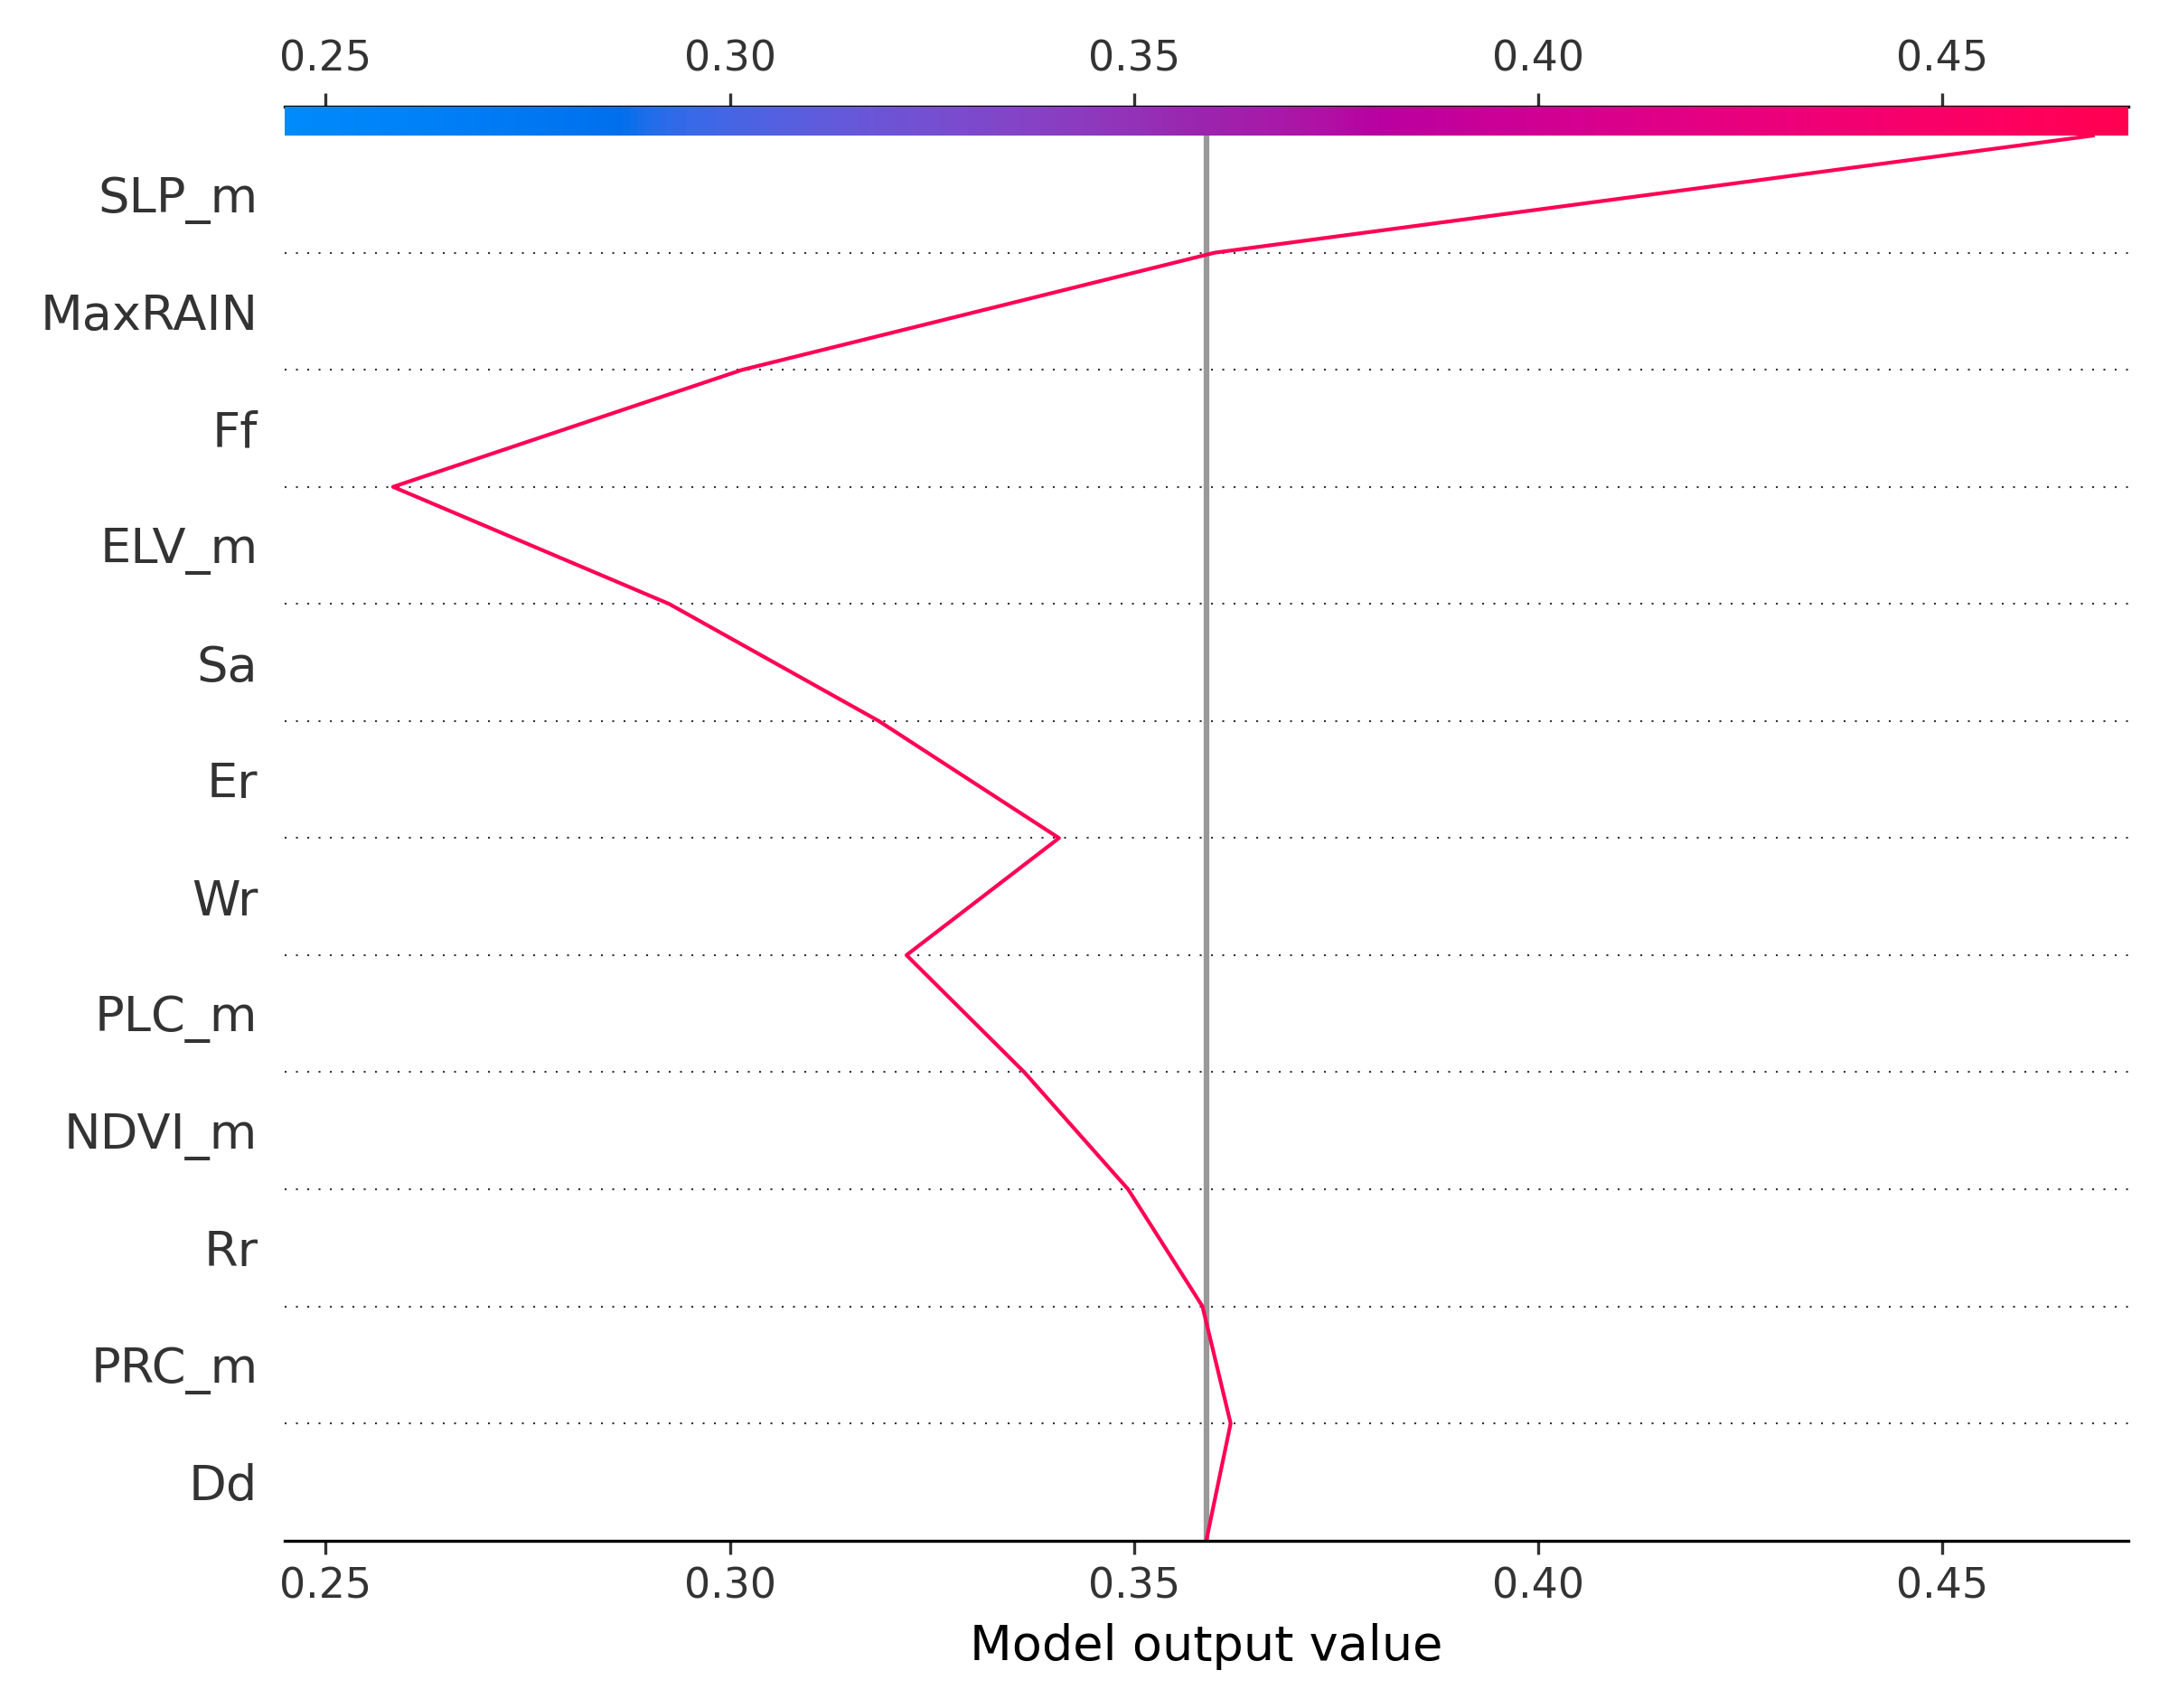 0.25 0.30 0.35 0.40 0.45
SLP_m
MaxRAIN
Ff
ELV_m
Sa
Er
Wr
PLC_m
NDVI_m
Rr
PRC_m
Dd
0.25 0.30 0.35 0.40 0.45
Model output value